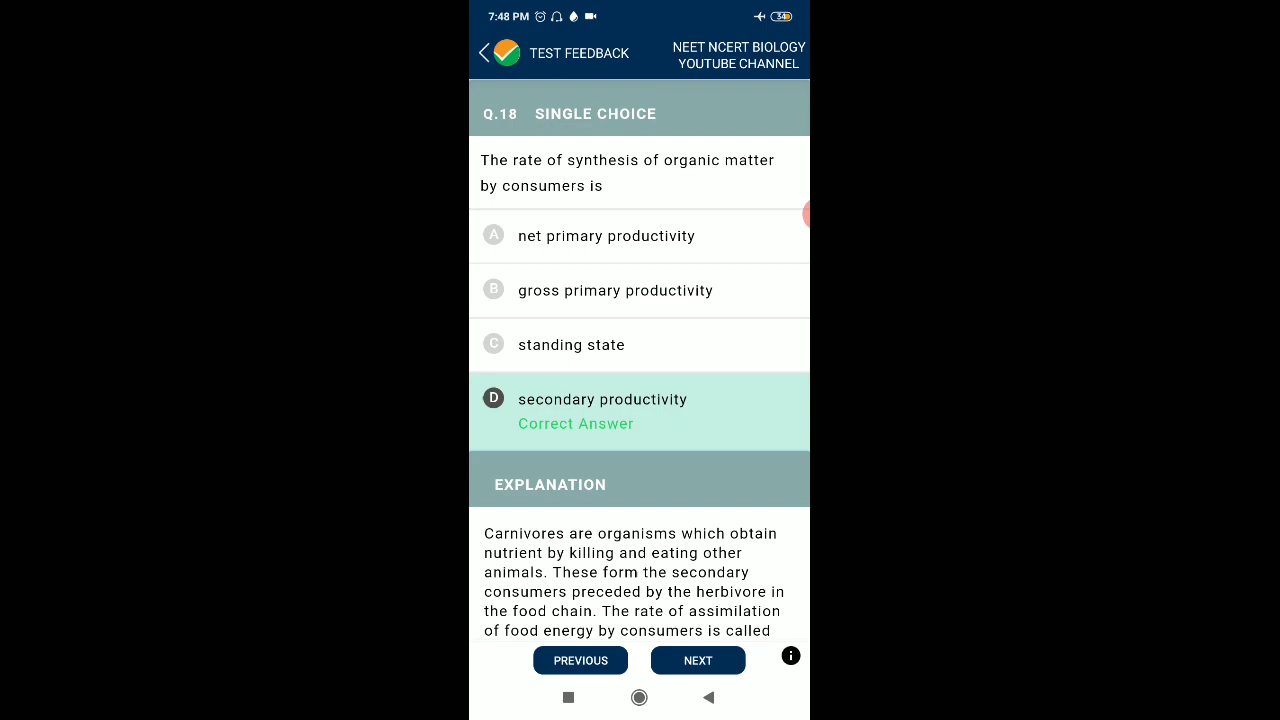 7:48 PM
34
TEST FEEDBACK
NEET NCERT BIOLOGY
YOUTUBE CHANNEL
Q.18 SINGLE CHOICE
The rate of synthesis of organic matter
by consumers is
A net primary productivity
B gross primary productivity
C standing state
D secondary productivity
Correct Answer
EXPLANATION
Carnivores are organisms which obtain
nutrient by killing and eating other
animals. These form the secondary
consumers preceded by the herbivore in
the food chain. The rate of assimilation
of food energy by consumers is called
PREVIOUS
NEXT
i